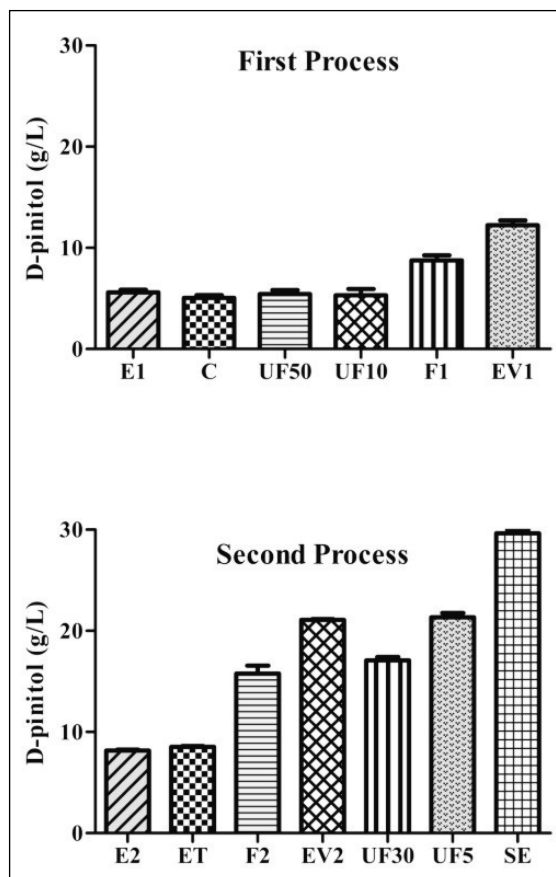 First Process
D-pinitol (g/L)
30
20
10
0
E1 C UF50 UF10 F1 EV1
Second Process
D-pinitol (g/L)
30
20
10
0
E2 ET F2 EV2 UF30 UF5 SE